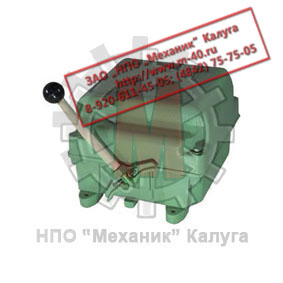 ЗАО „НПО "Механик" Калуга
http://www.m-40.ru
8-920-611-45-05; (4842) 75-75-05
НПО "Механик" Калуга